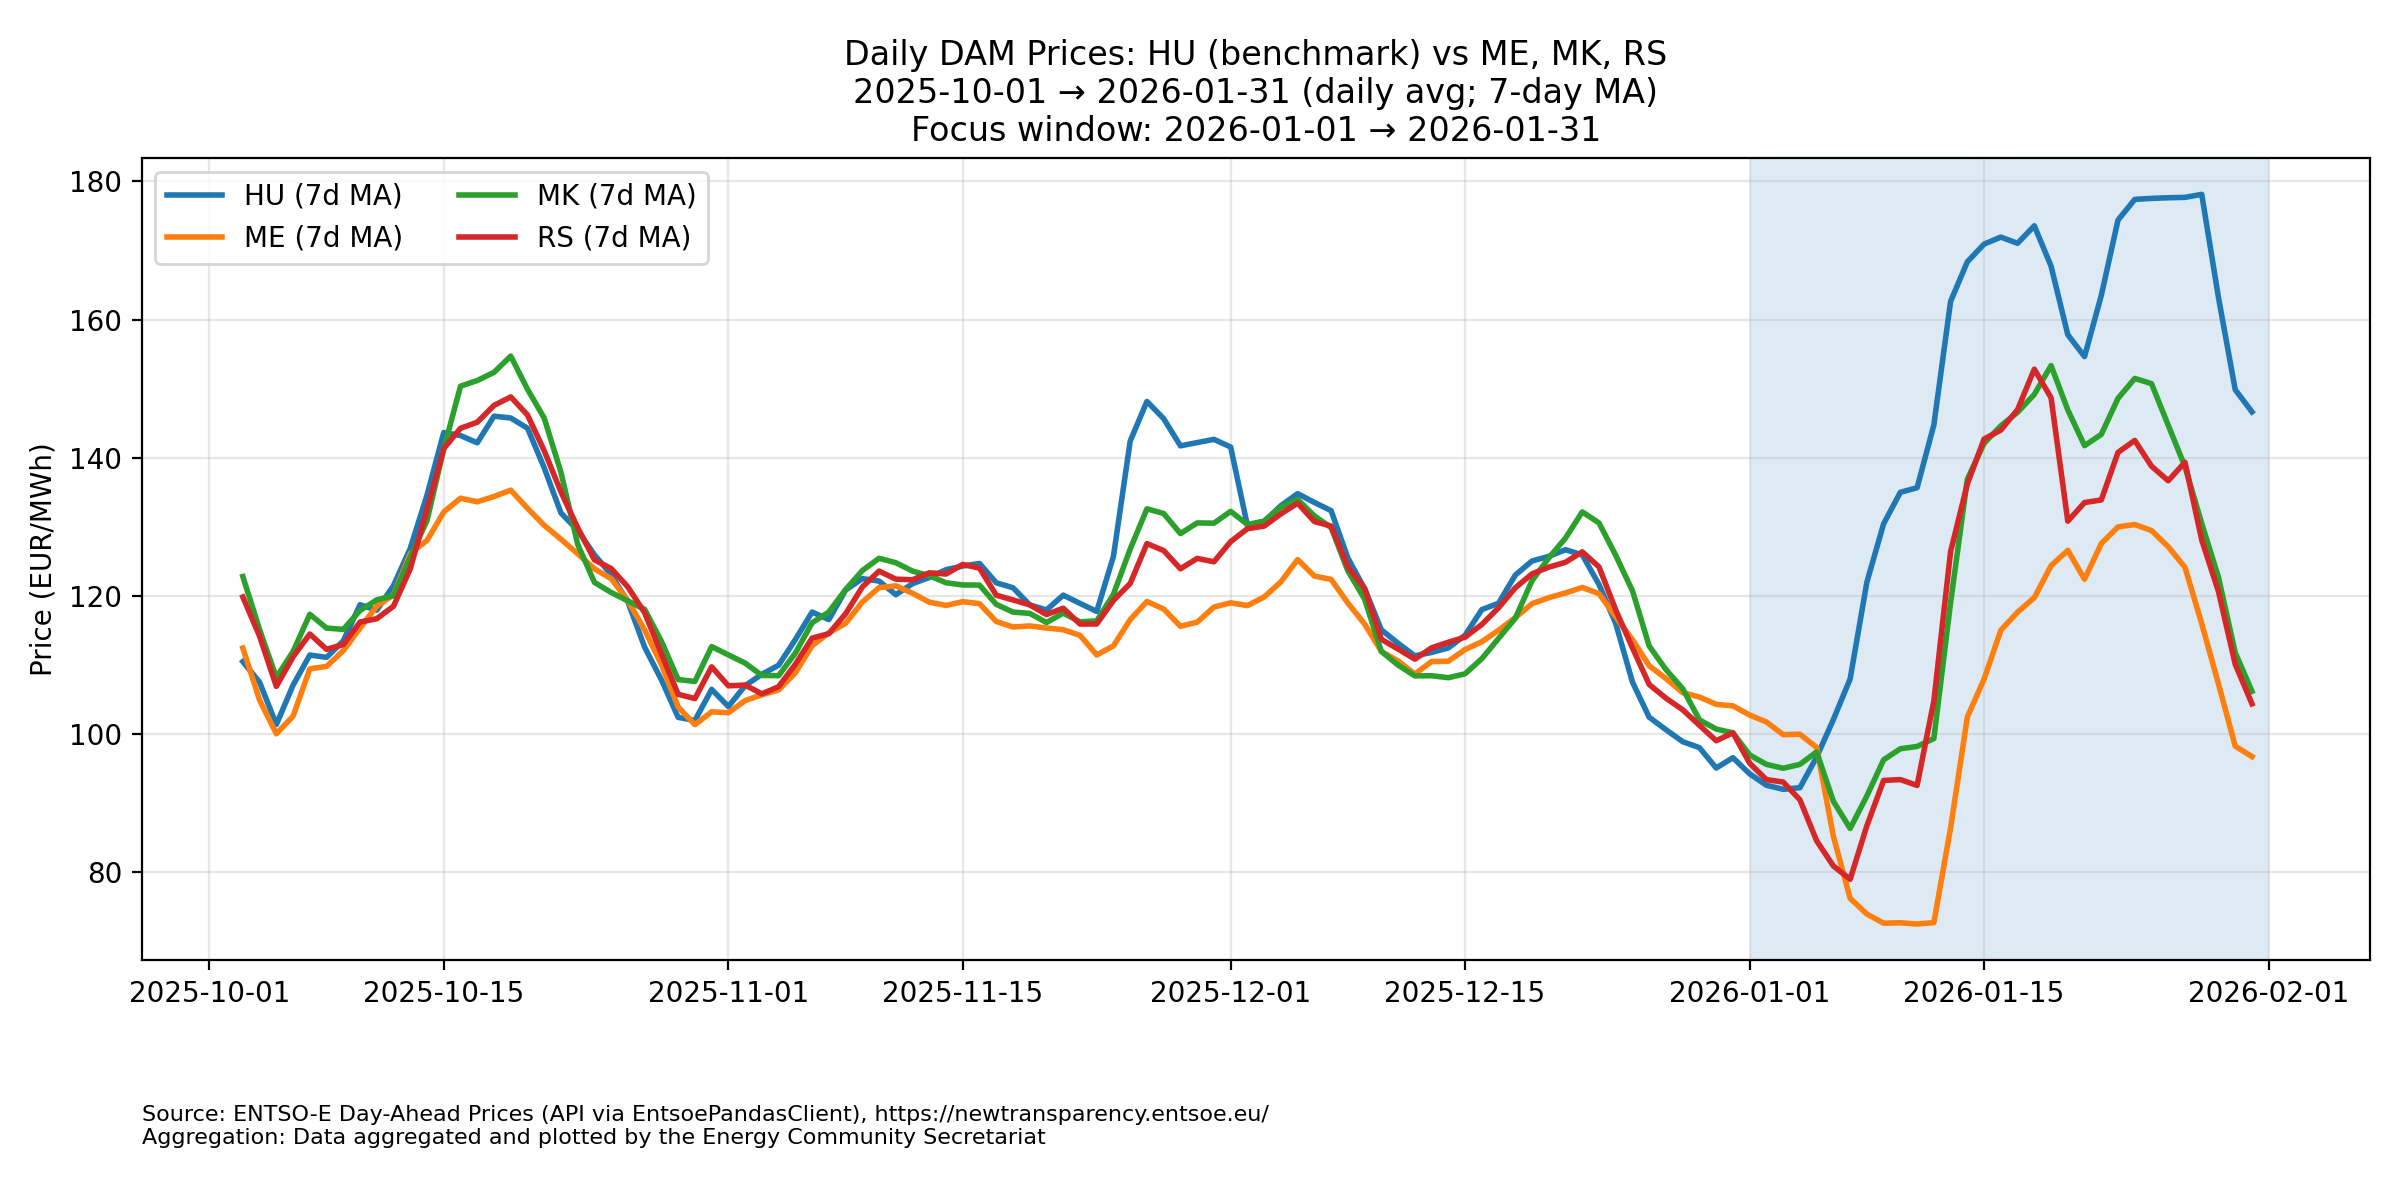 Daily DAM Prices: HU (benchmark) vs ME, MK, RS
2025-10-01 → 2026-01-31 (daily avg; 7-day MA)
Focus window: 2026-01-01 → 2026-01-31
HU (7d MA)
ME (7d MA)
MK (7d MA)
RS (7d MA)
Price (EUR/MWh)
180
160
140
120
100
80
2025-10-01
2025-10-15
2025-11-01
2025-11-15
2025-12-01
2025-12-15
2026-01-01
2026-01-15
2026-02-01
Source: ENTSO-E Day-Ahead Prices (API via EntsoePandasClient), https://newtransparency.entsoe.eu/
Aggregation: Data aggregated and plotted by the Energy Community Secretariat